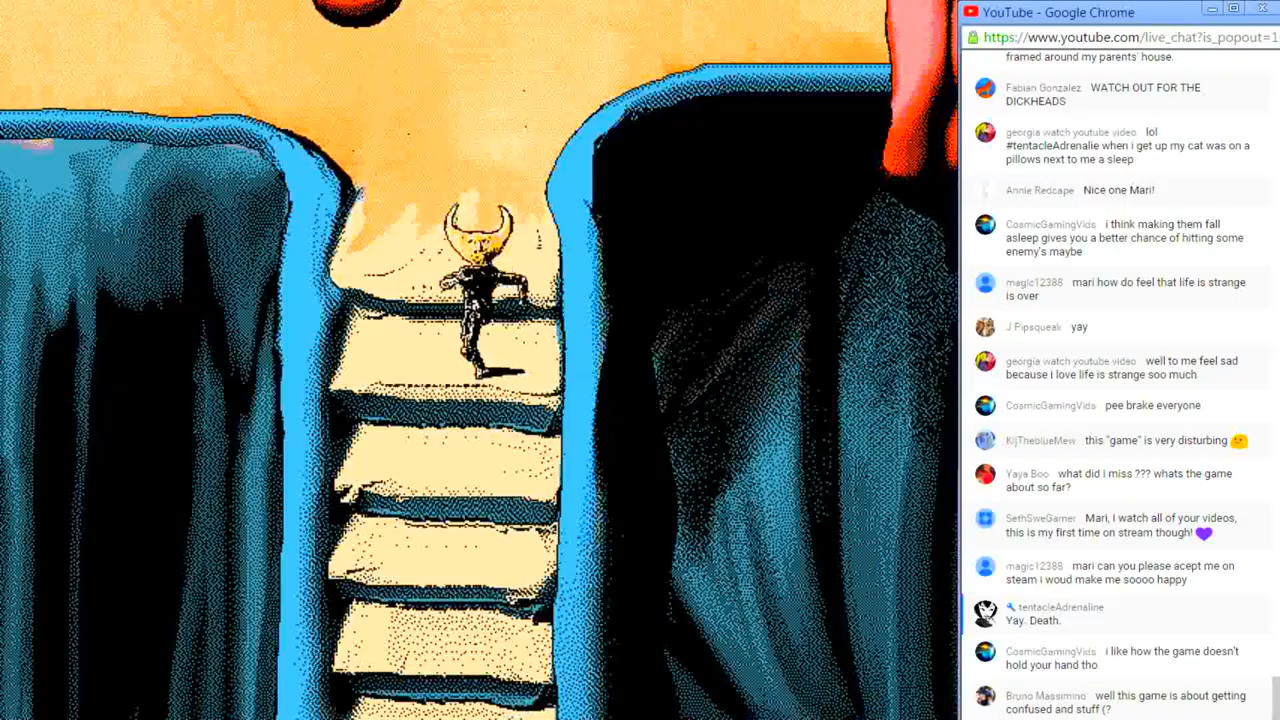 YouTube - Google Chrome
https://www.youtube.com/live_chat?is_popout=1
framed around my parents' house.
Fabian Gonzalez WATCH OUT FOR THE
DICKHEADS
georgia watch youtube video lol
#tentacleAdrenalie when i get up my cat was on a
pillows next to me a sleep
Annie Redcape Nice one Mari!
CosmicGamingVids i think making them fall
asleep gives you a better chance of hitting some
enemy's maybe
magic12388 mari how do feel that life is strange
is over
J Pipsqueak yay
georgia watch youtube video well to me feel sad
because i love life is strange soo much
CosmicGamingVids pee brake everyone
KijTheblueMew this "game" is very disturbing
Yaya Boo what did i miss ??? whats the game
about so far?
SethSweGamer Mari, I watch all of your videos,
this is my first time on stream though!
magic12388 mari can you please acept me on
steam i woud make me soooo happy
tentacleAdrenaline
Yay. Death.
CosmicGamingVids i like how the game doesn't
hold your hand tho
Bruno Massimino well this game is about getting
confused and stuff (?